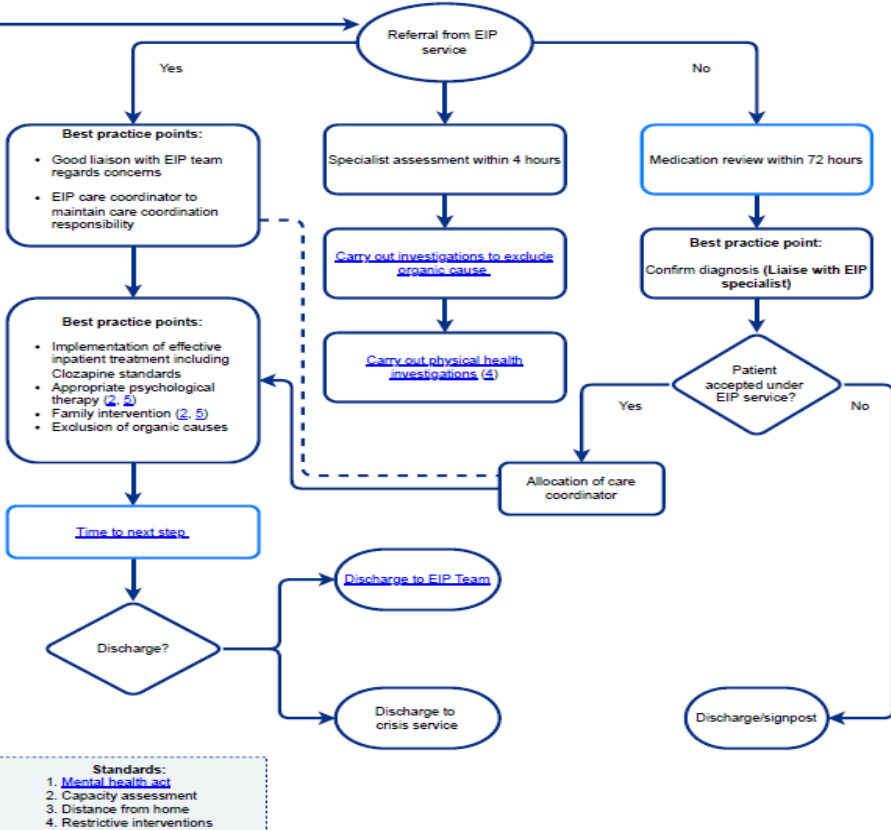 Referral from EIP
service
Yes
No
Best practice points:
• Good liaison with EIP team
regards concerns
• EIP care coordinator to
maintain care coordination
responsibility
Specialist assessment within 4 hours
Medication review within 72 hours
Carry out investigations to exclude
organic cause
Best practice point:
Confirm diagnosis (Liaise with EIP
specialist)
Best practice points:
• Implementation of effective
inpatient treatment including
Clozapine standards
• Appropriate psychological
therapy (2, 5)
• Family intervention (2, 5)
• Exclusion of organic causes
Carry out physical health
investigations (4)
Patient
accepted under
EIP service?
Yes
No
Allocation of care
coordinator
Time to next step
Discharge to EIP Team
Discharge?
Discharge to
crisis service
Discharge/signpost
Standards:
1. Mental health act
2. Capacity assessment
3. Distance from home
4. Restrictive interventions